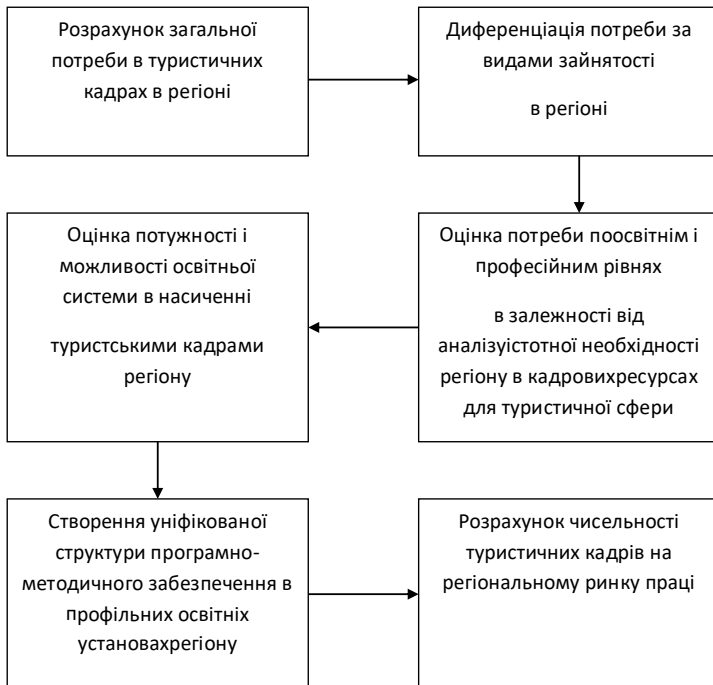 Розрахунок загальної
потреби в туристичних
кадрах в регіоні
Диференціація потреби за
видами зайнятості
в регіоні
Оцінка потреби поосвітнім і
професійним рівнях
в залежності від
аналізуістотної необхідності
регіону в кадровихресурсах
для туристичної сфери
Оцінка потужності і
можливості освітньої
системи в насиченні
туристськими кадрами
регіону
Створення уніфікованої
структури програмно-
методичного забезпечення в
профільних освітніх
установахрегіону
Розрахунок чисельності
туристичних кадрів на
регіональному ринку праці